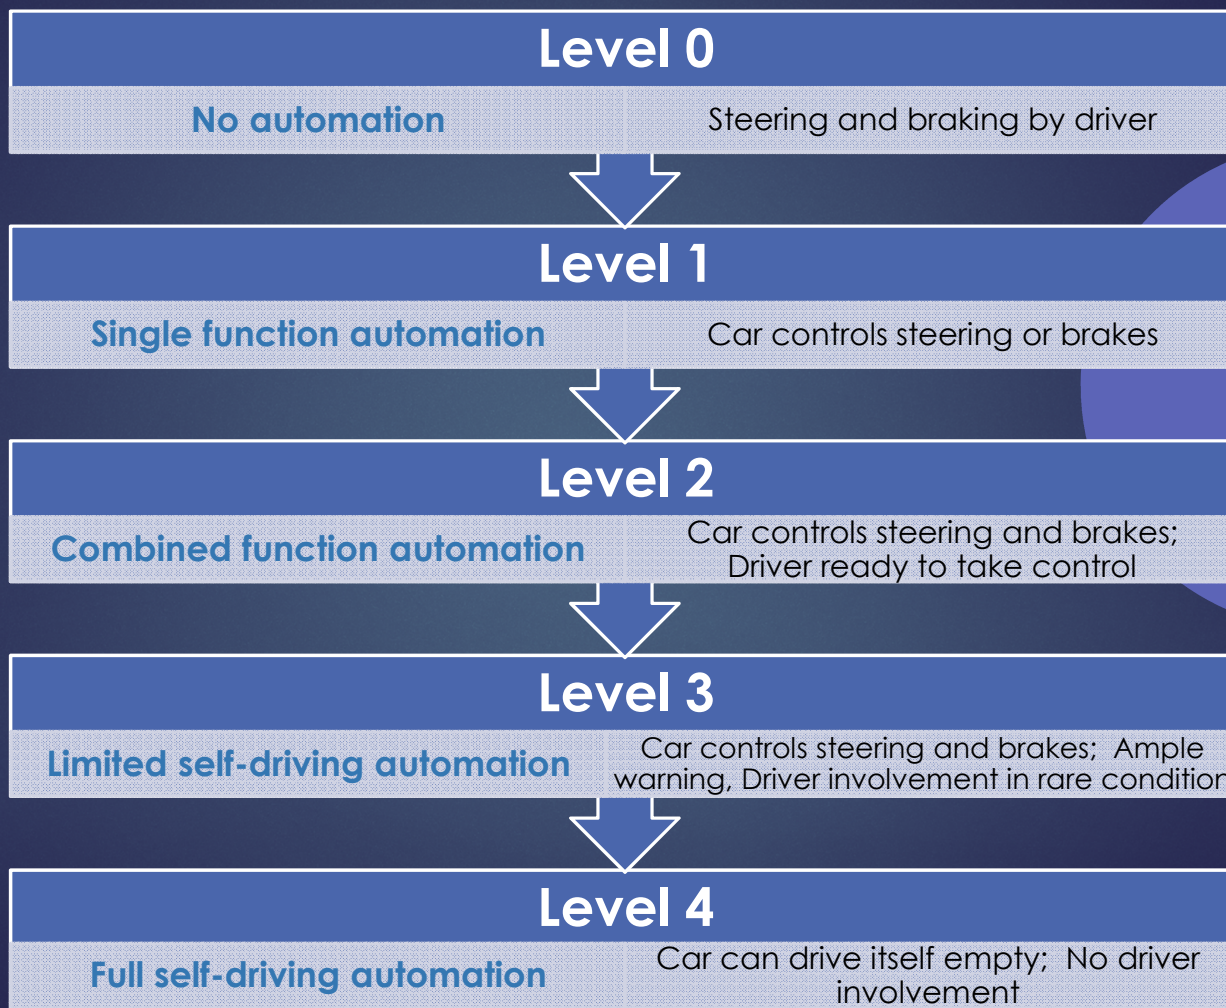 Level 0
No automation
Steering and braking by driver
Level 1
Single function automation
Car controls steering or brakes
Level 2
Combined function automation
Car controls steering and brakes;
Driver ready to take control
Level 3
Limited self-driving automation
Car controls steering and brakes; Ample
warning, Driver involvement in rare condition
Level 4
Full self-driving automation
Car can drive itself empty; No driver
involvement